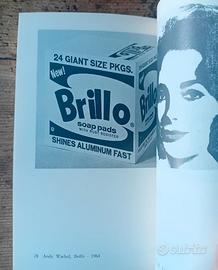 24 GIANT SIZE PKGS.
New!
Brillo®
soap pads
WITH RUST RESISTER
SHINES ALUMINUM FAST
Andy Warhol, Brillo - 1964
subito.it